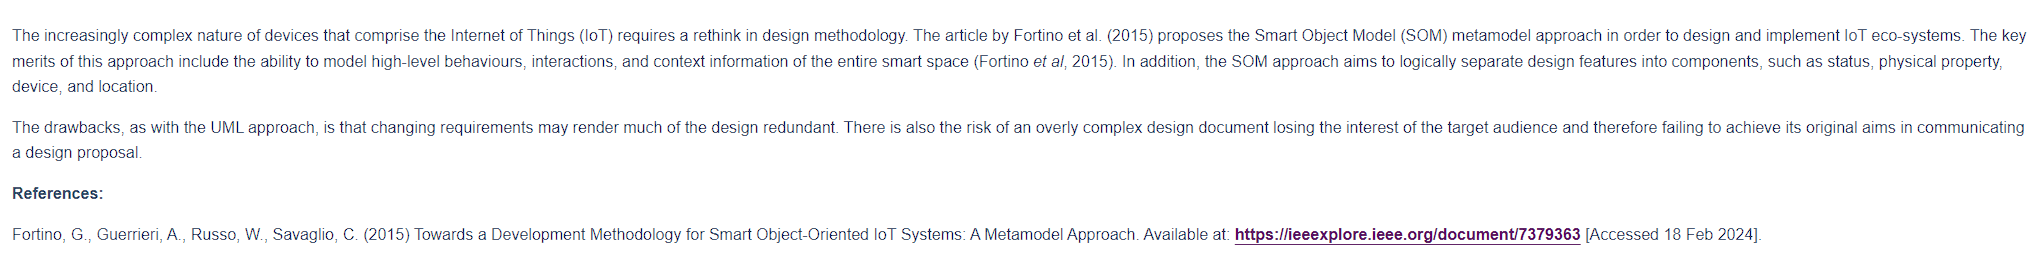 The increasingly complex nature of devices that comprise the Internet of Things (IoT) requires a rethink in design methodology. The article by Fortino et al. (2015) proposes the Smart Object Model (SOM) metamodel approach in order to design and implement IoT eco-systems. The key
merits of this approach include the ability to model high-level behaviours, interactions, and context information of the entire smart space (Fortino et al, 2015). In addition, the SOM approach aims to logically separate design features into components, such as status, physical property,
device, and location.
The drawbacks, as with the UML approach, is that changing requirements may render much of the design redundant. There is also the risk of an overly complex design document losing the interest of the target audience and therefore failing to achieve its original aims in communicating
a design proposal.
References:
Fortino, G., Guerrieri, A., Russo, W., Savaglio, C. (2015) Towards a Development Methodology for Smart Object-Oriented IoT Systems: A Metamodel Approach. Available at: https://ieeexplore.ieee.org/document/7379363 [Accessed 18 Feb 2024].